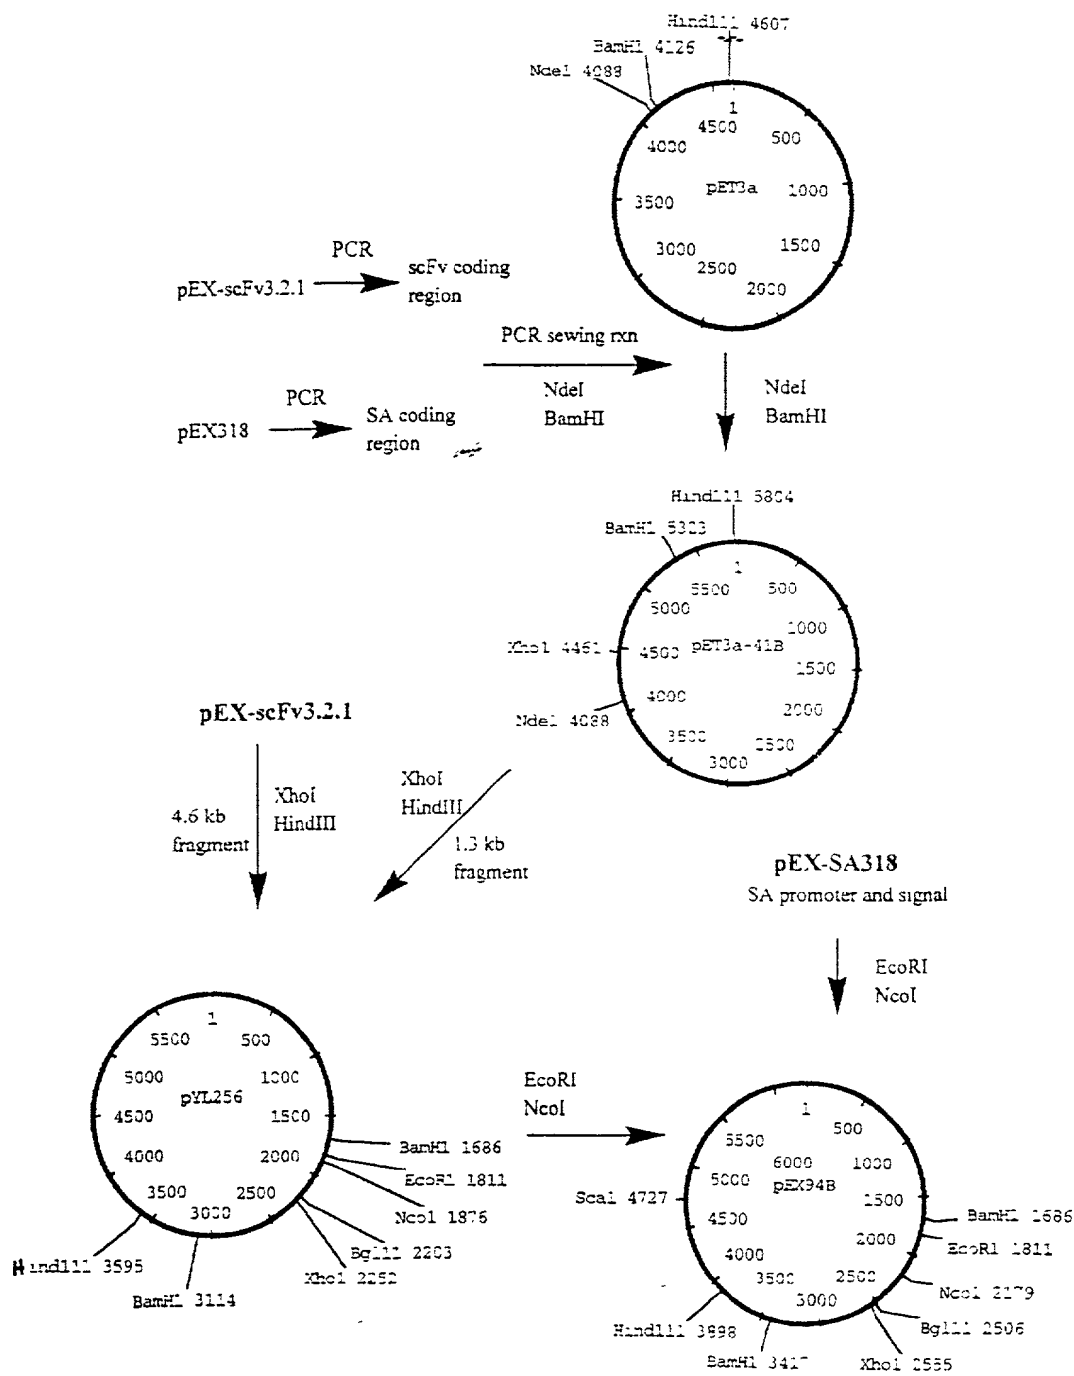 HindIII 4607
BamHI 4126
NdeI 4088
1
4500
500
4000
pET3a
1000
3500
3000
1500
2500
2000
PCR
pEX-scFv3.2.1
scFv coding
region
PCR sewing rxn
NdeI
BamHI
NdeI
BamHI
PCR
pEX318
SA coding
region
HindIII 5804
BamHI 5323
1
5500
500
5000
1000
XhoI 4461
4500
pET3a-41B
1500
4000
NdeI 4088
2000
3500
2500
3000
pEX-scFv3.2.1
XhoI
HindIII
4.6 kb
fragment
XhoI
HindIII
1.3 kb
fragment
pEX-SA318
SA promoter and signal
EcoRI
NcoI
1
5500
500
5000
1000
pYL256
4500
1500
4000
2000
3500
2500
3000
BamHI 1686
EcoRI 1811
NcoI 1876
BglII 2203
XhoI 2252
HindIII 3595
BamHI 3114
EcoRI
NcoI
1
5500
500
6000
5000
1000
pEX94B
ScaI 4727
1500
4500
2000
4000
3500
2500
3000
BamHI 1686
EcoRI 1811
NcoI 2179
BglII 2506
XhoI 2555
HindIII 3898
BamHI 3417